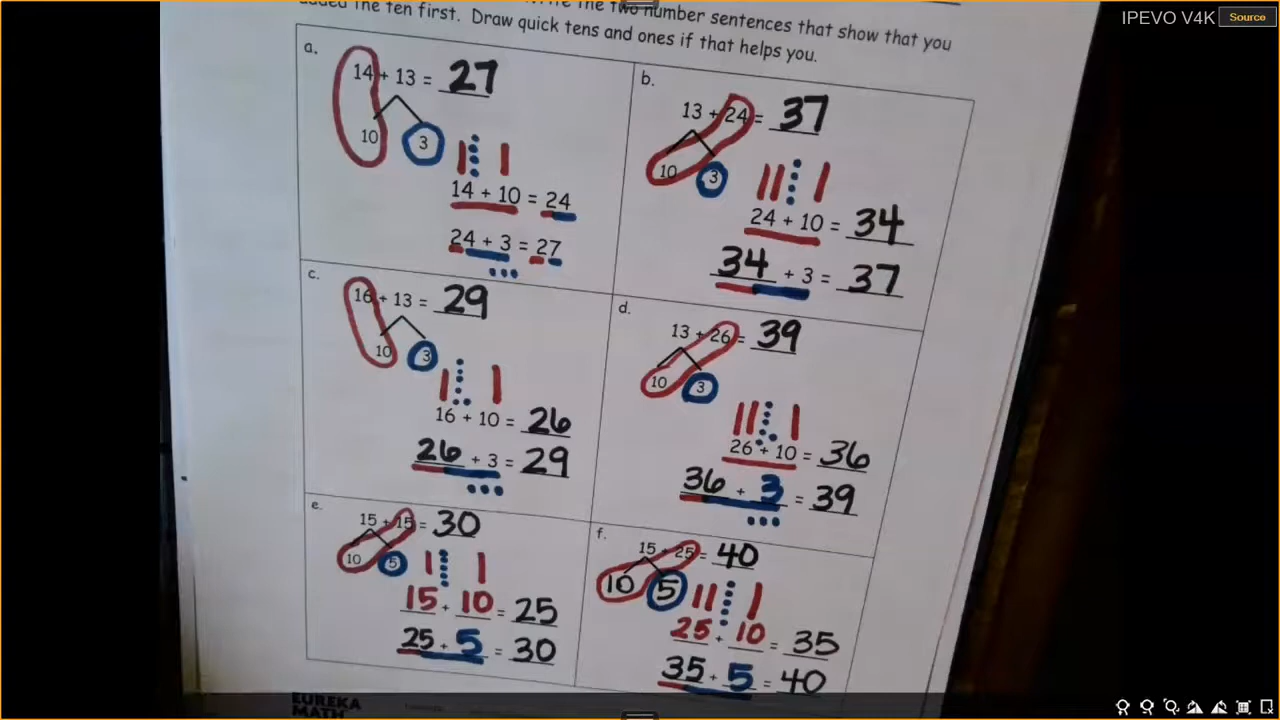 IPEVO V4K
Source
the two number sentences that show that you
added the ten first. Draw quick tens and ones if that helps you.
a.
14 + 13 = 27
10 3
14 + 10 = 24
24 + 3 = 27
b.
13 + 24 = 37
10 3
24 + 10 = 34
34 + 3 = 37
c.
16 + 13 = 29
10 3
16 + 10 = 26
26 + 3 = 29
d.
13 + 26 = 39
10 3
26 + 10 = 36
36 + 3 = 39
e.
15 + 15 = 30
10 5
15 + 10 = 25
25 + 5 = 30
f.
15 + 25 = 40
10 5
25 + 10 = 35
35 + 5 = 40
EUREKA
MATH